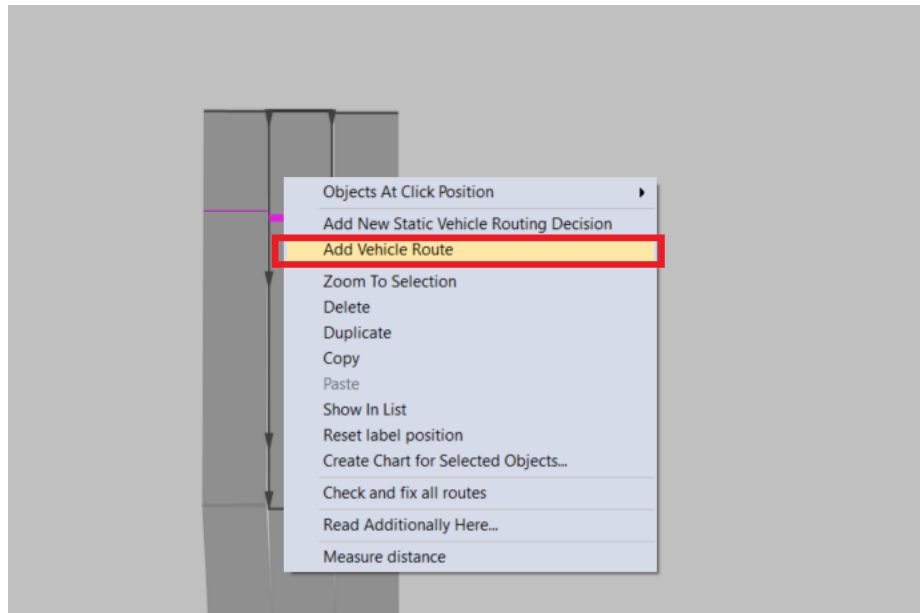 Objects At Click Position
Add New Static Vehicle Routing Decision
Add Vehicle Route
Zoom To Selection
Delete
Duplicate
Copy
Paste
Show In List
Reset label position
Create Chart for Selected Objects...
Check and fix all routes
Read Additionally Here...
Measure distance